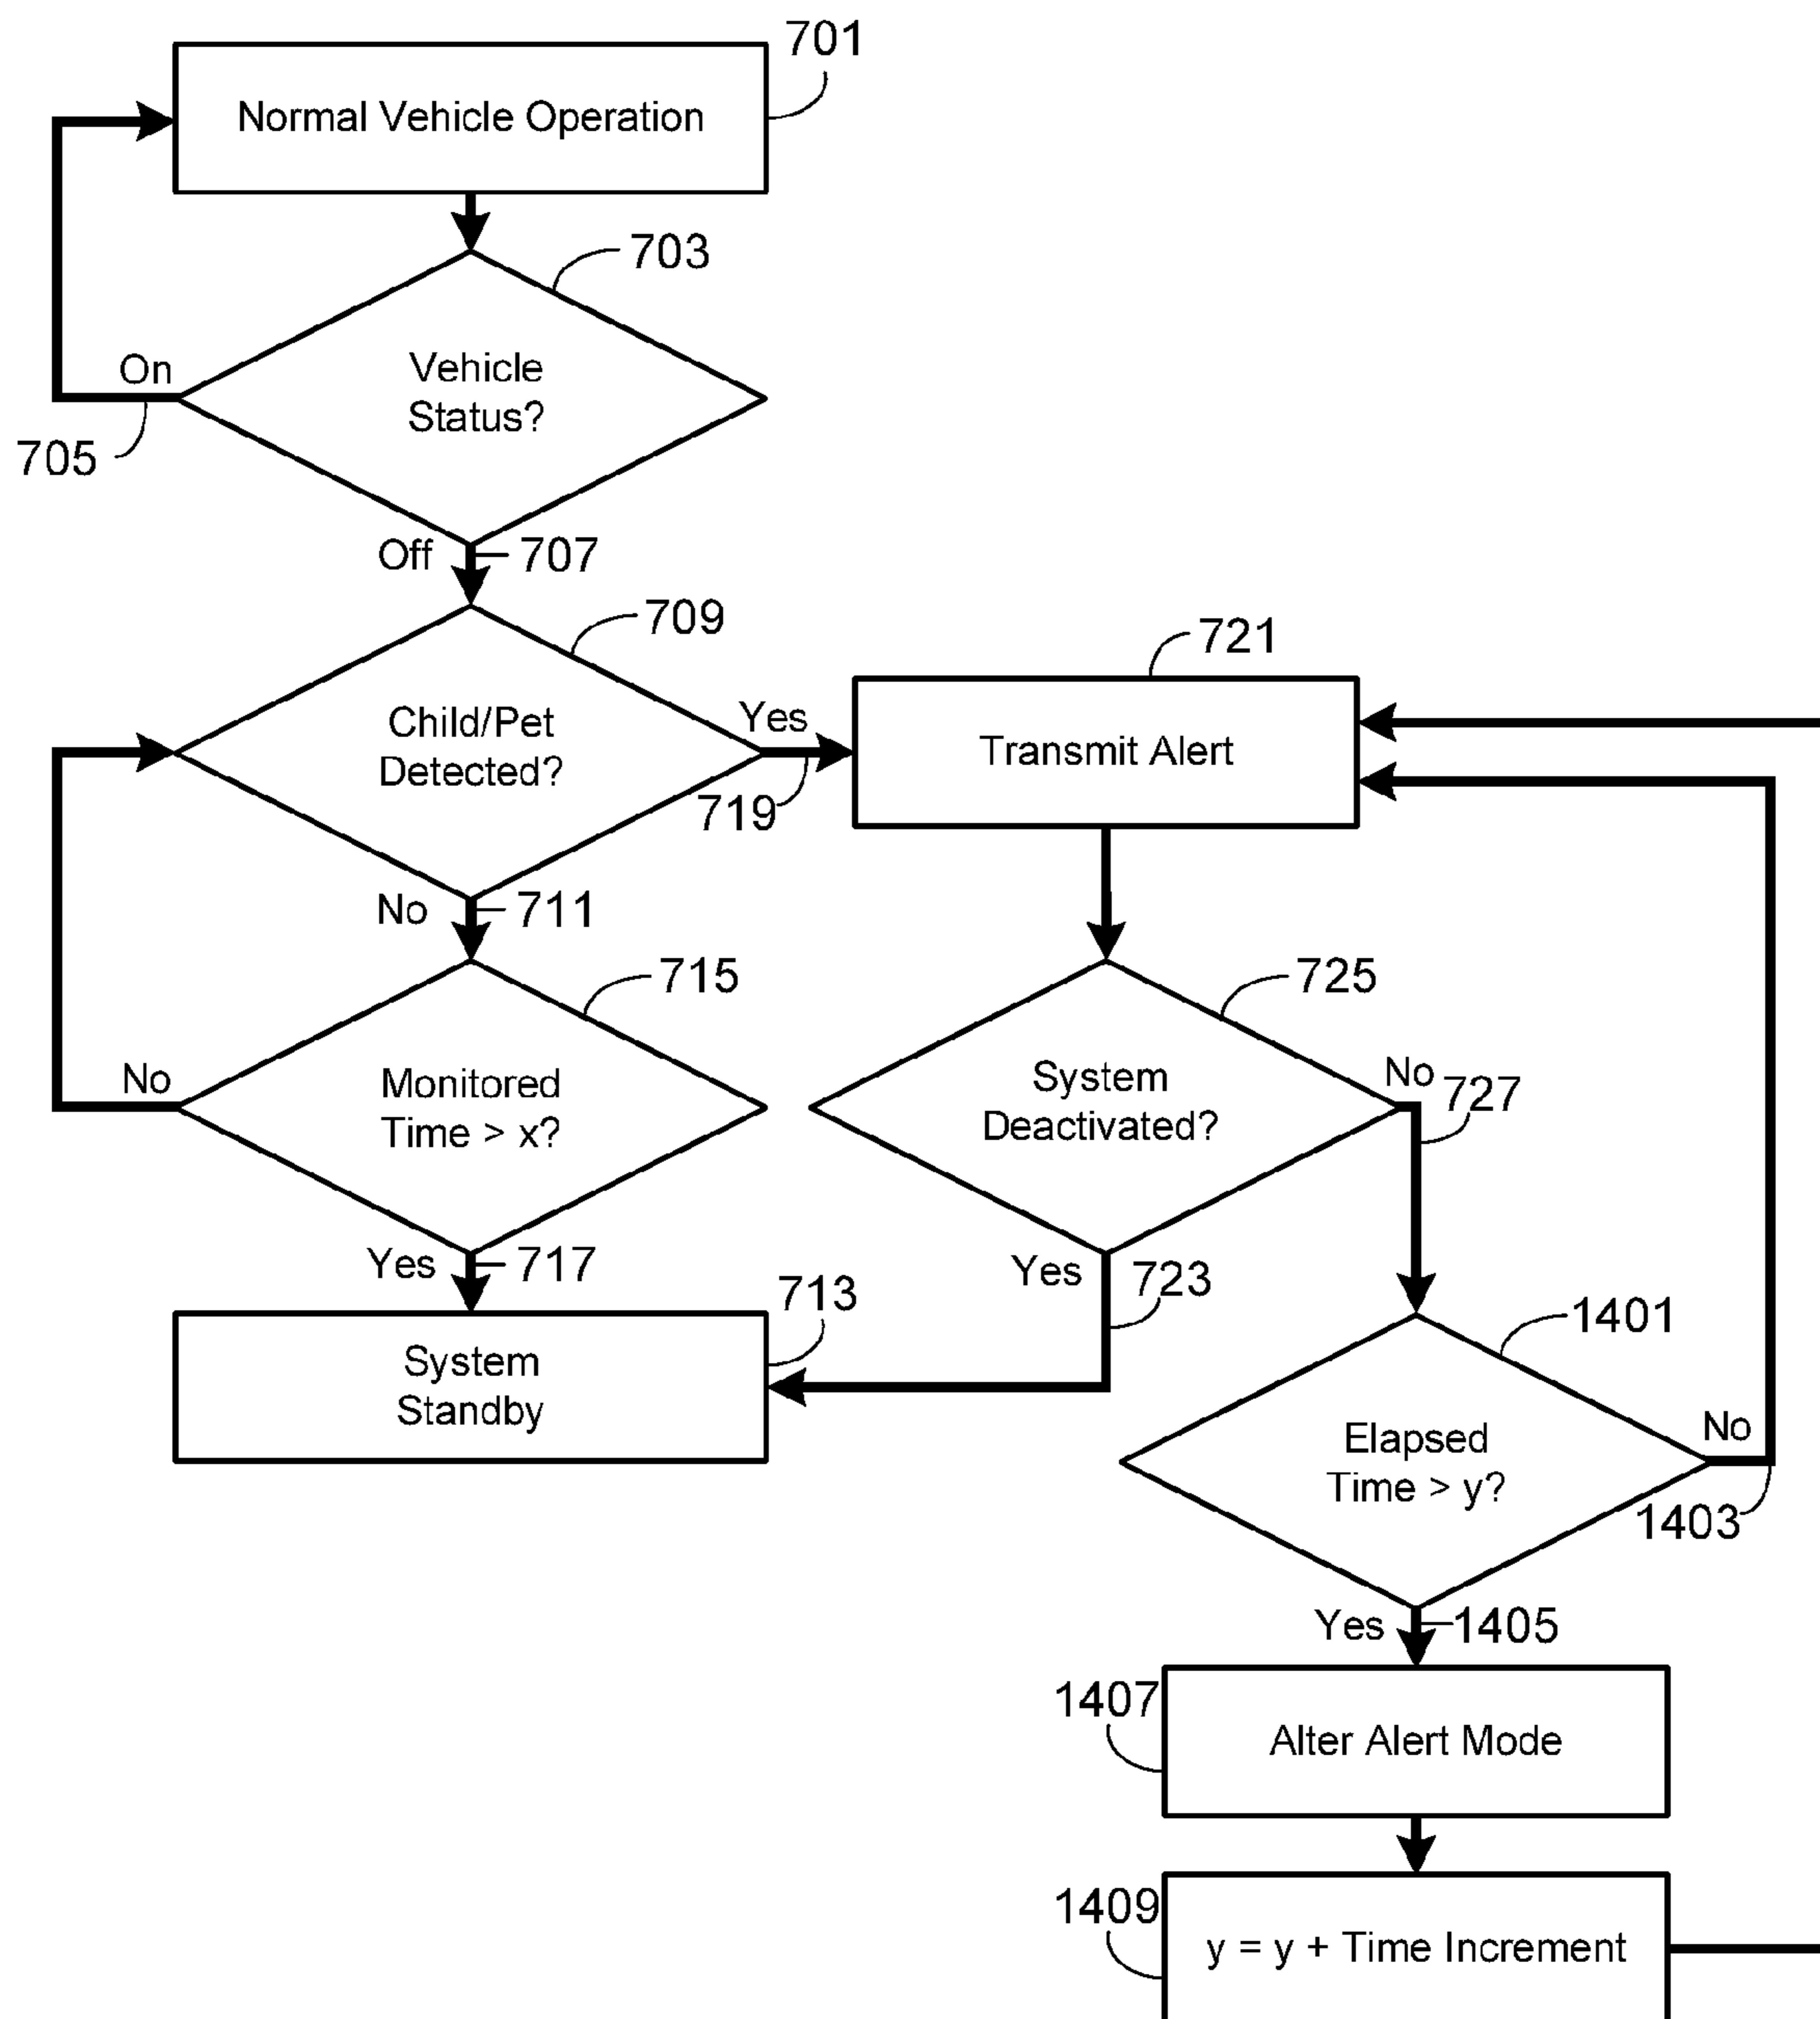 701
Normal Vehicle Operation
703
On
Vehicle
Status?
705
Off
707
709
721
Child/Pet
Detected?
Yes
Transmit Alert
719
No
711
715
725
No
Monitored
Time > x?
System
Deactivated?
No
727
Yes
717
Yes
723
713
1401
System
Standby
Elapsed
Time > y?
No
1403
Yes
1405
1407
Alter Alert Mode
1409
y = y + Time Increment